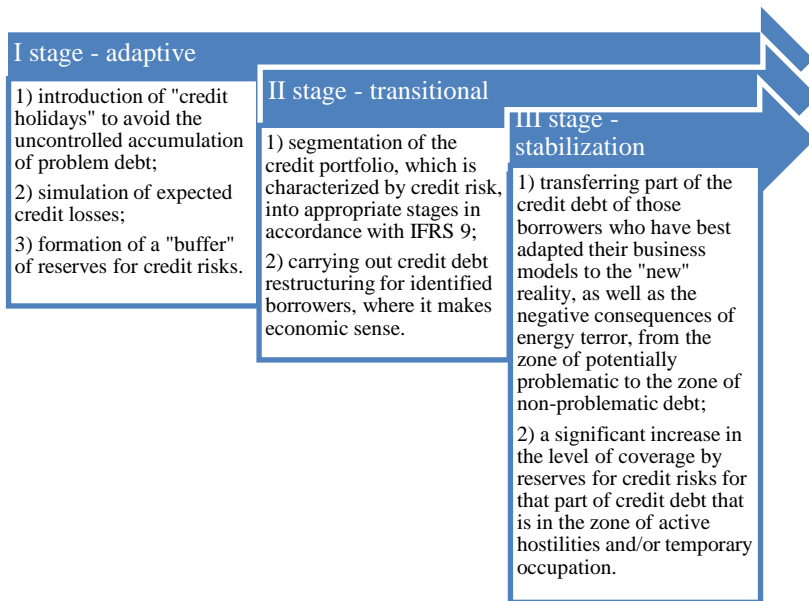 I stage - adaptive
1) introduction of "credit
holidays" to avoid the
uncontrolled accumulation
of problem debt;
2) simulation of expected
credit losses;
3) formation of a "buffer"
of reserves for credit risks.
II stage - transitional
1) segmentation of the
credit portfolio, which is
characterized by credit risk,
into appropriate stages in
accordance with IFRS 9;
2) carrying out credit debt
restructuring for identified
borrowers, where it makes
economic sense.
III stage -
stabilization
1) transferring part of the
credit debt of those
borrowers who have best
adapted their business
models to the "new"
reality, as well as the
negative consequences of
energy terror, from the
zone of potentially
problematic to the zone of
non-problematic debt;
2) a significant increase in
the level of coverage by
reserves for credit risks for
that part of credit debt that
is in the zone of active
hostilities and/or temporary
occupation.